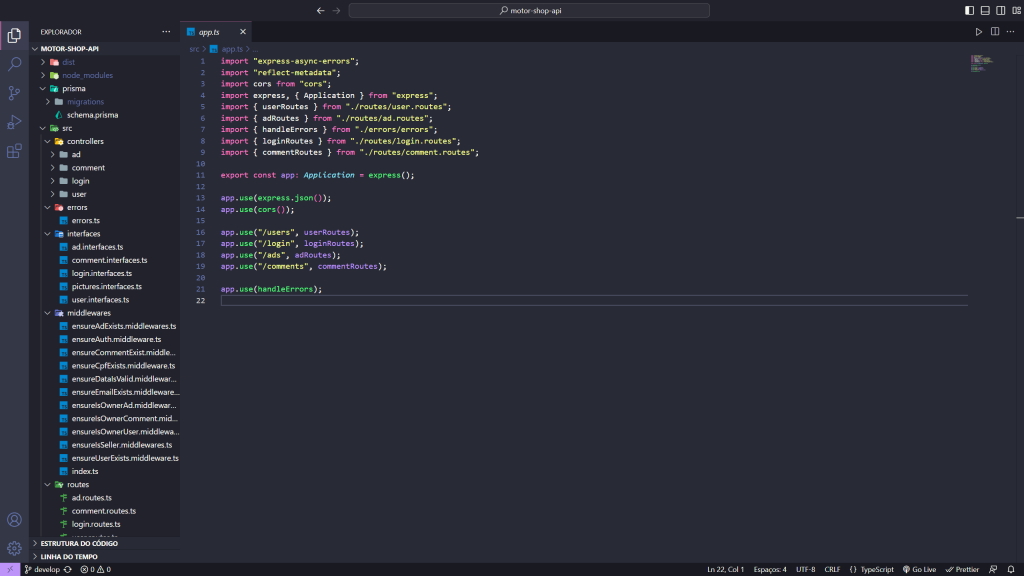 motor-shop-api
EXPLORADOR
MOTOR-SHOP-API
dist
node_modules
prisma
migrations
schema.prisma
src
controllers
ad
comment
login
user
errors
errors.ts
interfaces
ad.interfaces.ts
comment.interfaces.ts
login.interfaces.ts
pictures.interfaces.ts
user.interfaces.ts
middlewares
ensureAdExists.middlewares.ts
ensureAuth.middleware.ts
ensureCommentExist.middle...
ensureCpfExists.middleware.ts
ensureDataIsValid.middlewar...
ensureEmailExists.middleware...
ensureIsOwnerAd.middlewar...
ensureIsOwnerComment.mid...
ensureIsOwnerUser.middlewa...
ensureIsSeller.middlewares.ts
ensureUserExists.middleware.ts
index.ts
routes
ad.routes.ts
comment.routes.ts
login.routes.ts
ESTRUTURA DO CÓDIGO
LINHA DO TEMPO
app.ts
src > app.ts > ...
1 import "express-async-errors";
2 import "reflect-metadata";
3 import cors from "cors";
4 import express, { Application } from "express";
5 import { userRoutes } from "./routes/user.routes";
6 import { adRoutes } from "./routes/ad.routes";
7 import { handleErrors } from "./errors/errors";
8 import { loginRoutes } from "./routes/login.routes";
9 import { commentRoutes } from "./routes/comment.routes";
10
11 export const app: Application = express();
12
13 app.use(express.json());
14 app.use(cors());
15
16 app.use("/users", userRoutes);
17 app.use("/login", loginRoutes);
18 app.use("/ads", adRoutes);
19 app.use("/comments", commentRoutes);
20
21 app.use(handleErrors);
22
develop 0 0 Ln 22, Col 1 Espaços: 4 UTF-8 CRLF {} TypeScript Go Live Prettier